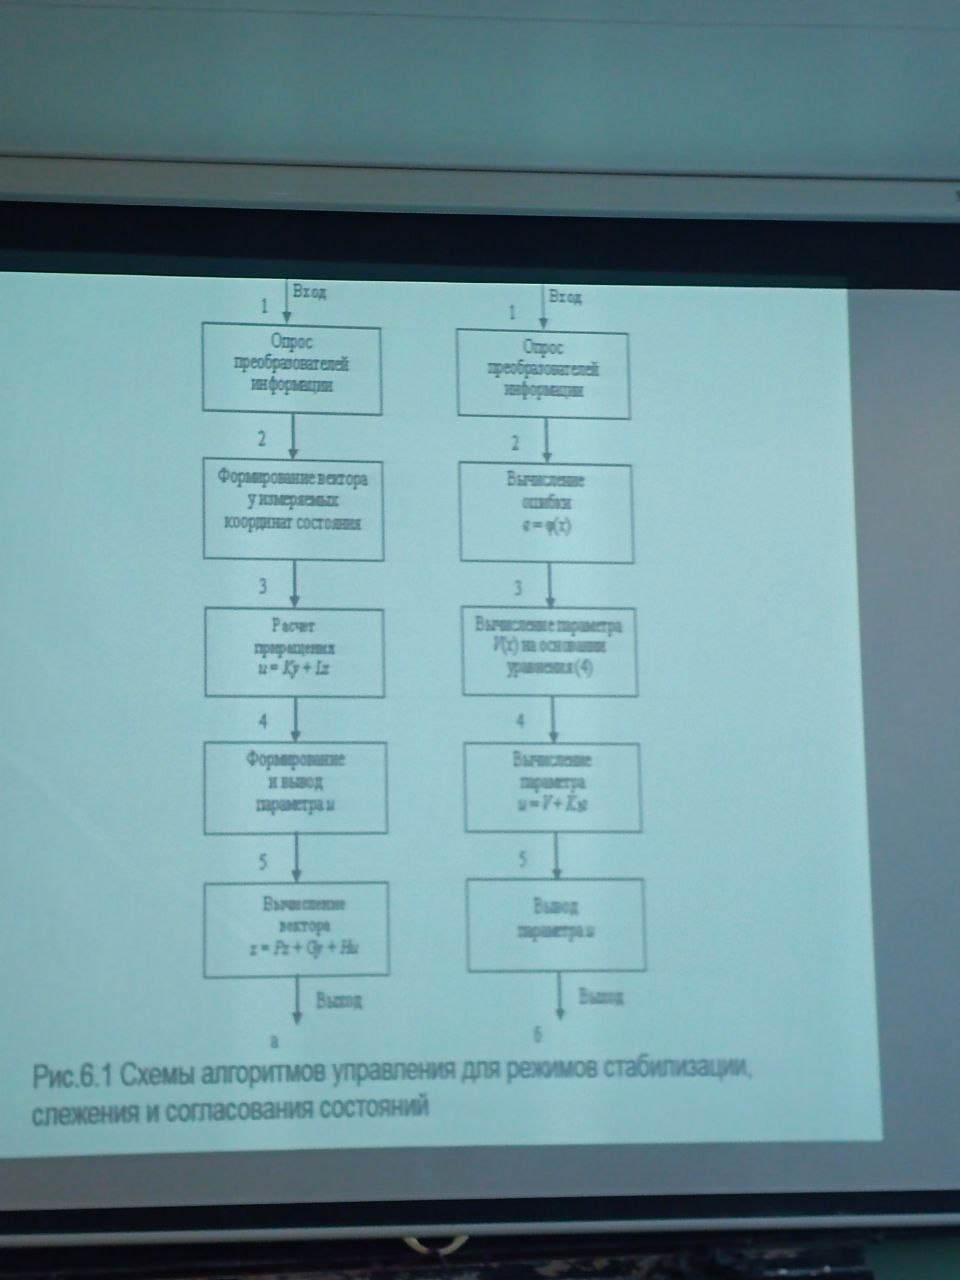 Вход
1
Опрос
преобразователей
информации
2
Формирование вектора
y измеряемых
координат состояния
3
Расчет
приращения
u = Ky + Lz
4
Формирование
и вывод
параметра u
5
Вычисление
вектора
z = Pz + Gy + Hu
Выход
а
Вход
1
Опрос
преобразователей
информации
2
Вычисление
ошибки
e = φ(x)
3
Вычисление параметра
V(x) на основании
уравнения (4)
4
Вычисление
параметра
u = V +
5
Вывод
параметра u
Выход
б
Рис.6.1 Схемы алгоритмов управления для режимов стабилизации,
слежения и согласования состояний